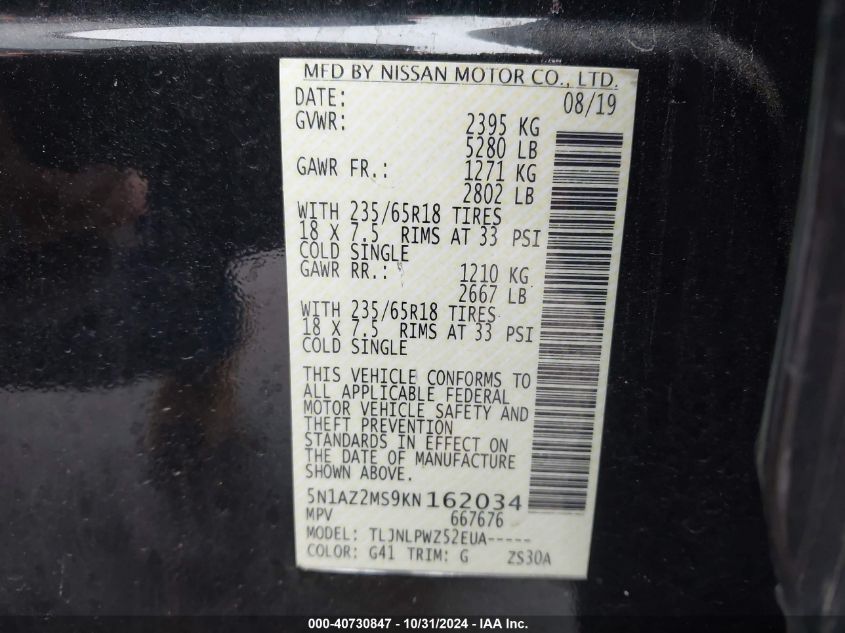 MFD BY NISSAN MOTOR CO., LTD.
DATE: 08/19
GVWR: 2395 KG
5280 LB
GAWR FR.: 1271 KG
2802 LB
WITH 235/65R18 TIRES
18 X 7.5 RIMS AT 33 PSI
COLD SINGLE
GAWR RR.: 1210 KG
2667 LB
WITH 235/65R18 TIRES
18 X 7.5 RIMS AT 33 PSI
COLD SINGLE
THIS VEHICLE CONFORMS TO
ALL APPLICABLE FEDERAL
MOTOR VEHICLE SAFETY AND
THEFT PREVENTION
STANDARDS IN EFFECT ON
THE DATE OF MANUFACTURE
SHOWN ABOVE.
5N1AZ2MS9KN162034
MPV 667676
MODEL: TLJNLPWZ52EUA-----
COLOR: G41 TRIM: G ZS30A
000-40730847 - 10/31/2024 - IAA Inc.